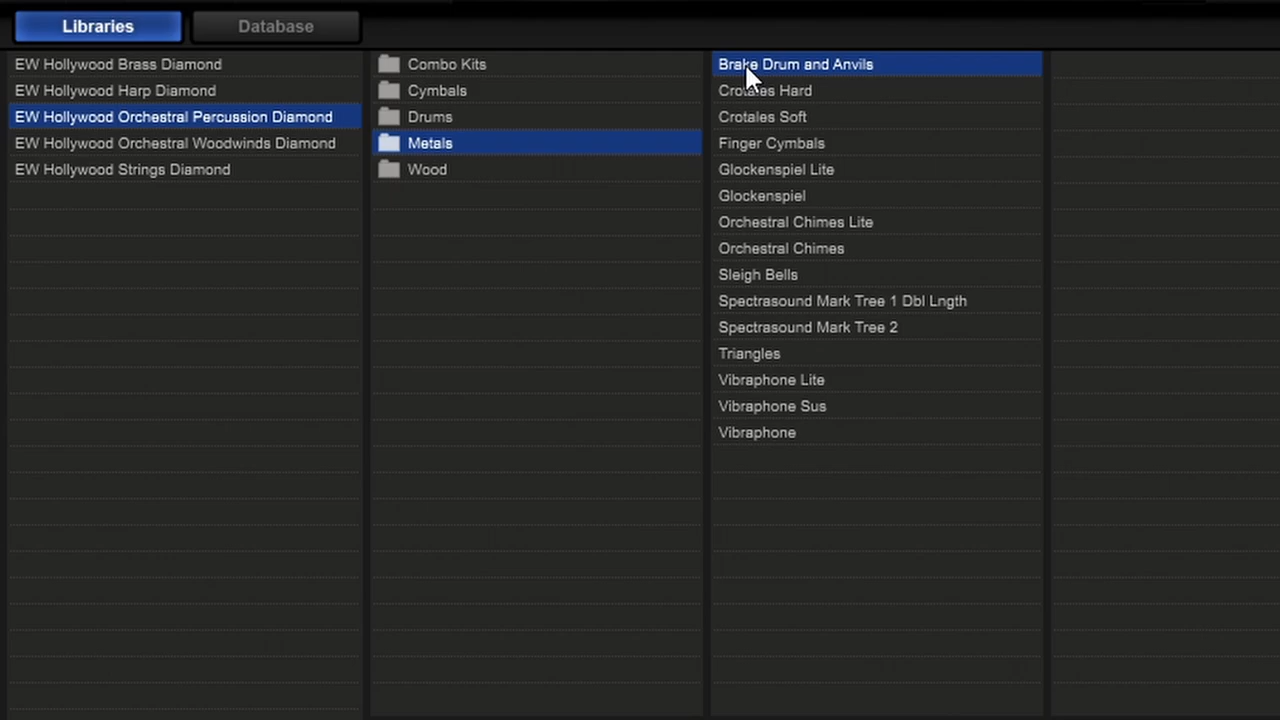 Libraries
Database
EW Hollywood Brass Diamond
EW Hollywood Harp Diamond
EW Hollywood Orchestral Percussion Diamond
EW Hollywood Orchestral Woodwinds Diamond
EW Hollywood Strings Diamond
Combo Kits
Cymbals
Drums
Metals
Wood
Brake Drum and Anvils
Crotales Hard
Crotales Soft
Finger Cymbals
Glockenspiel Lite
Glockenspiel
Orchestral Chimes Lite
Orchestral Chimes
Sleigh Bells
Spectrasound Mark Tree 1 Dbl Lngth
Spectrasound Mark Tree 2
Triangles
Vibraphone Lite
Vibraphone Sus
Vibraphone